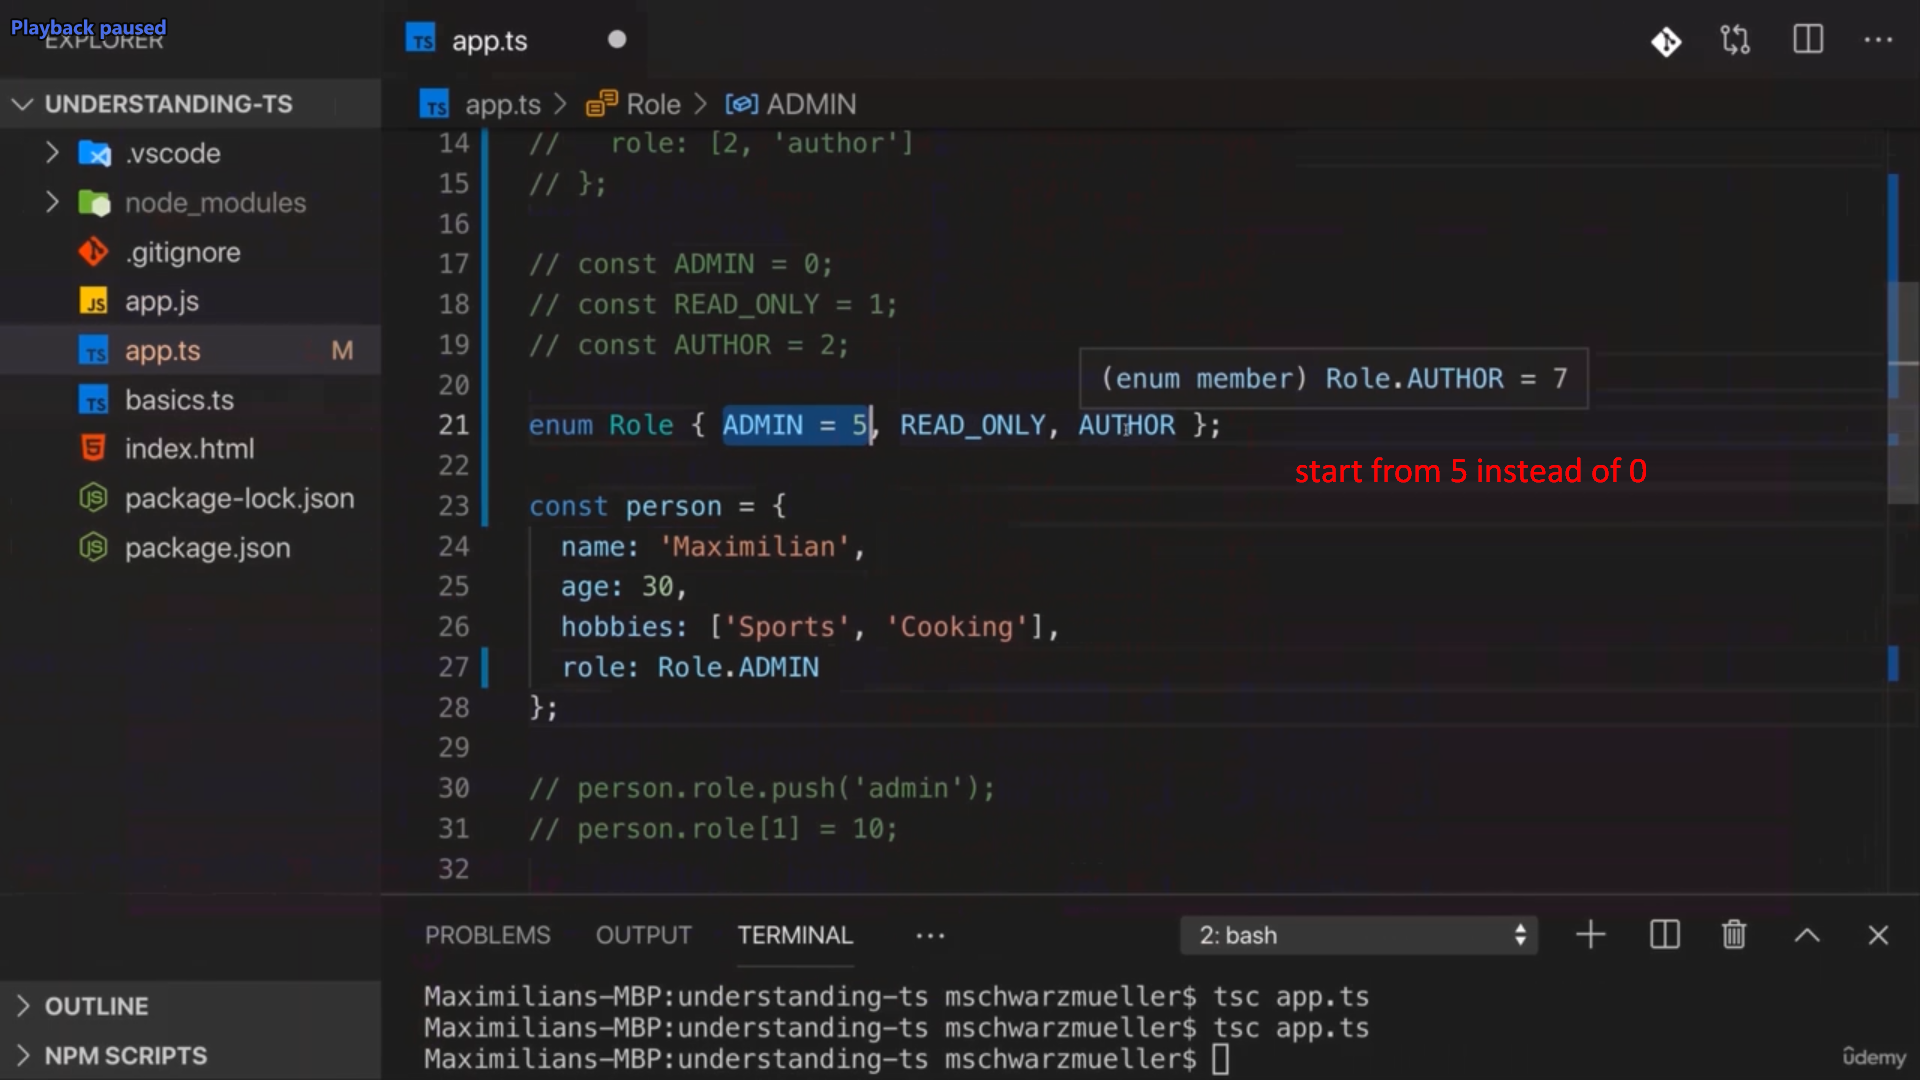 Playback paused
EXPLORER
UNDERSTANDING-TS
.vscode
node_modules
.gitignore
JS app.js
TS app.ts M
TS basics.ts
index.html
package-lock.json
package.json
OUTLINE
NPM SCRIPTS
TS app.ts
TS app.ts > Role > ADMIN
14 //   role: [2, 'author']
15 // };
16
17 // const ADMIN = 0;
18 // const READ_ONLY = 1;
19 // const AUTHOR = 2;
20
(enum member) Role.AUTHOR = 7
21 enum Role { ADMIN = 5, READ_ONLY, AUTHOR };
22
start from 5 instead of 0
23 const person = {
24   name: 'Maximilian',
25   age: 30,
26   hobbies: ['Sports', 'Cooking'],
27   role: Role.ADMIN
28 };
29
30 // person.role.push('admin');
31 // person.role[1] = 10;
32
PROBLEMS OUTPUT TERMINAL ... 2: bash
Maximilians-MBP:understanding-ts mschwarzmueller$ tsc app.ts
Maximilians-MBP:understanding-ts mschwarzmueller$ tsc app.ts
Maximilians-MBP:understanding-ts mschwarzmueller$
ûdemy